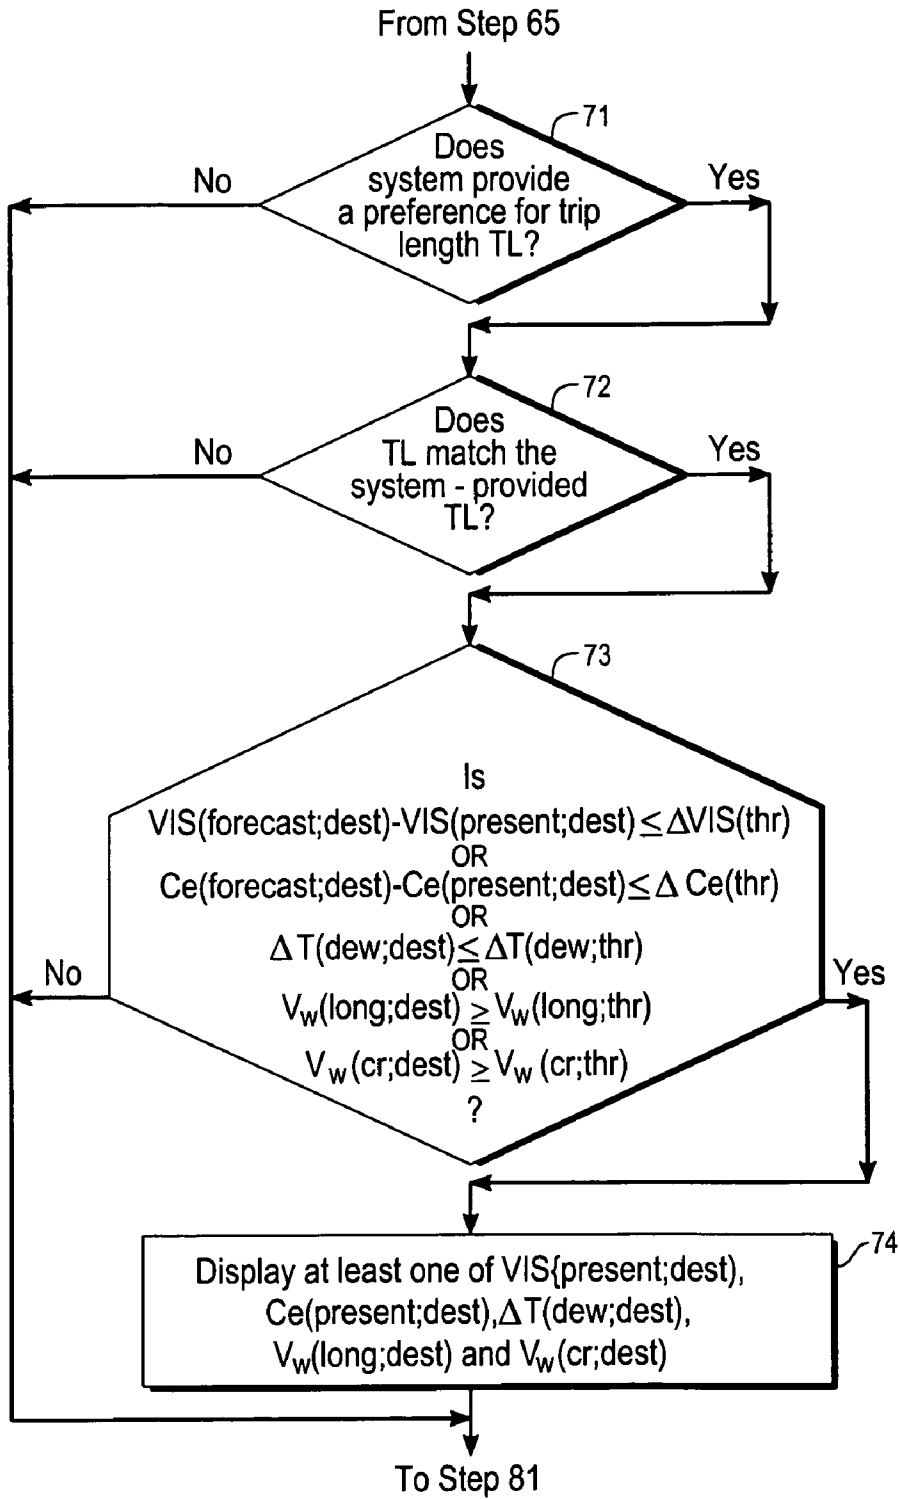 From Step 65
71
Does
system provide
a preference for trip
length TL?
No
Yes
72
Does
TL match the
system - provided
TL?
No
Yes
73
Is
VIS(forecast;dest)-VIS(present;dest)≤ΔVIS(thr)
OR
Ce(forecast;dest)-Ce(present;dest)≤Δ Ce(thr)
OR
ΔT(dew;dest)≤ΔT(dew;thr)
OR
Vw(long;dest) ≥ Vw(long;thr)
OR
Vw(cr;dest) ≥ Vw (cr;thr)
?
No
Yes
74
Display at least one of VIS{present;dest),
Ce(present;dest),ΔT(dew;dest),
Vw(long;dest) and Vw(cr;dest)
To Step 81